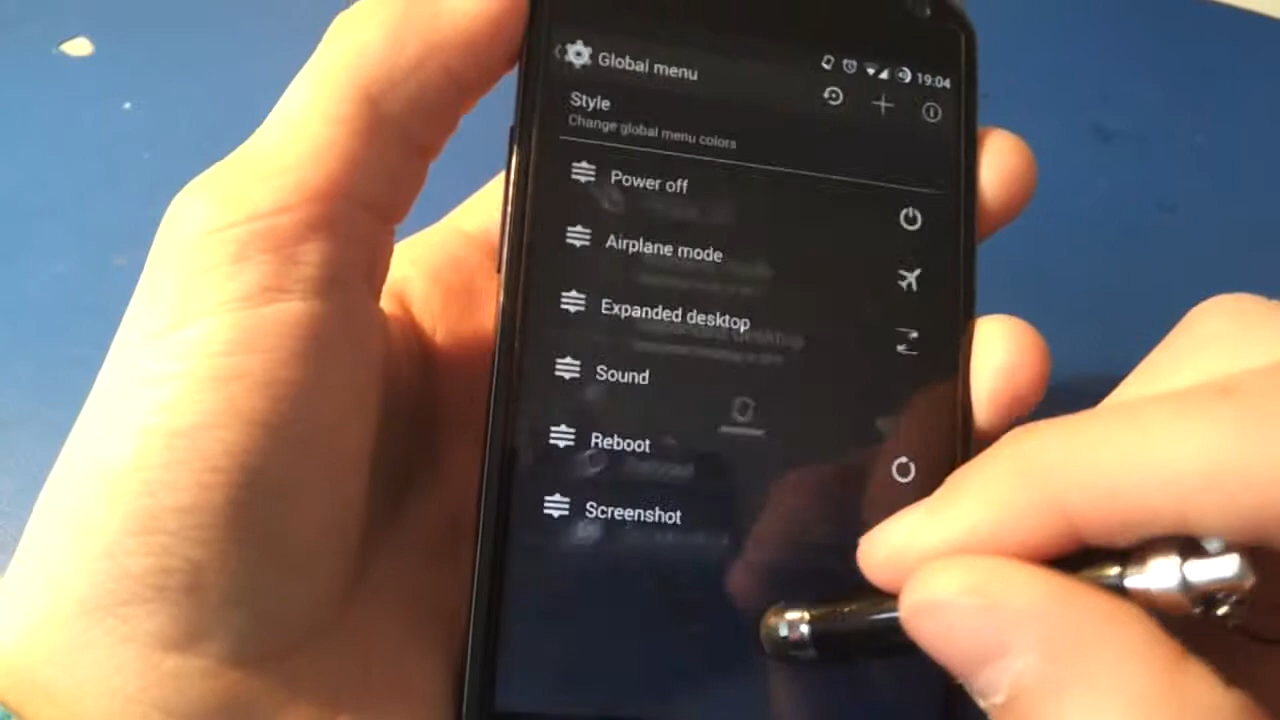 Global menu
19:04
Style
Change global menu colors
Power off
Airplane mode
Expanded desktop
Sound
Reboot
Screenshot